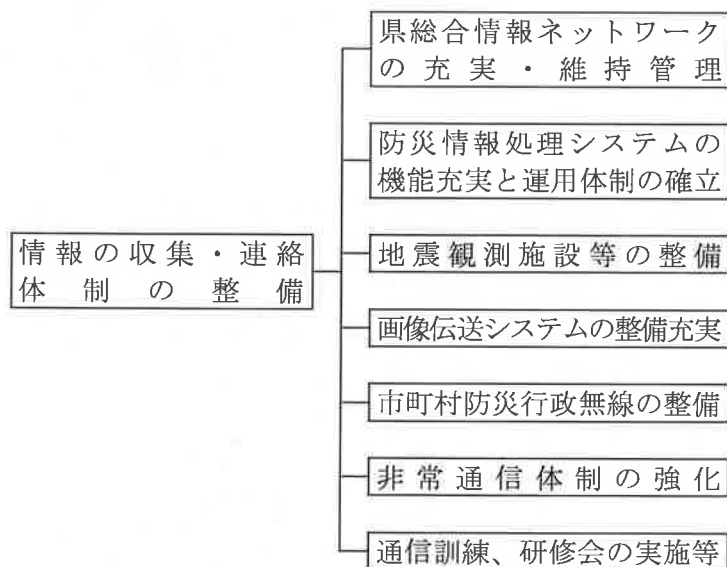 県総合情報ネットワーク
の充実・維持管理
防災情報処理システムの
機能充実と運用体制の確立
情報の収集・連絡
体制の整備
地震観測施設等の整備
画像伝送システムの整備充実
市町村防災行政無線の整備
非常通信体制の強化
通信訓練、研修会の実施等